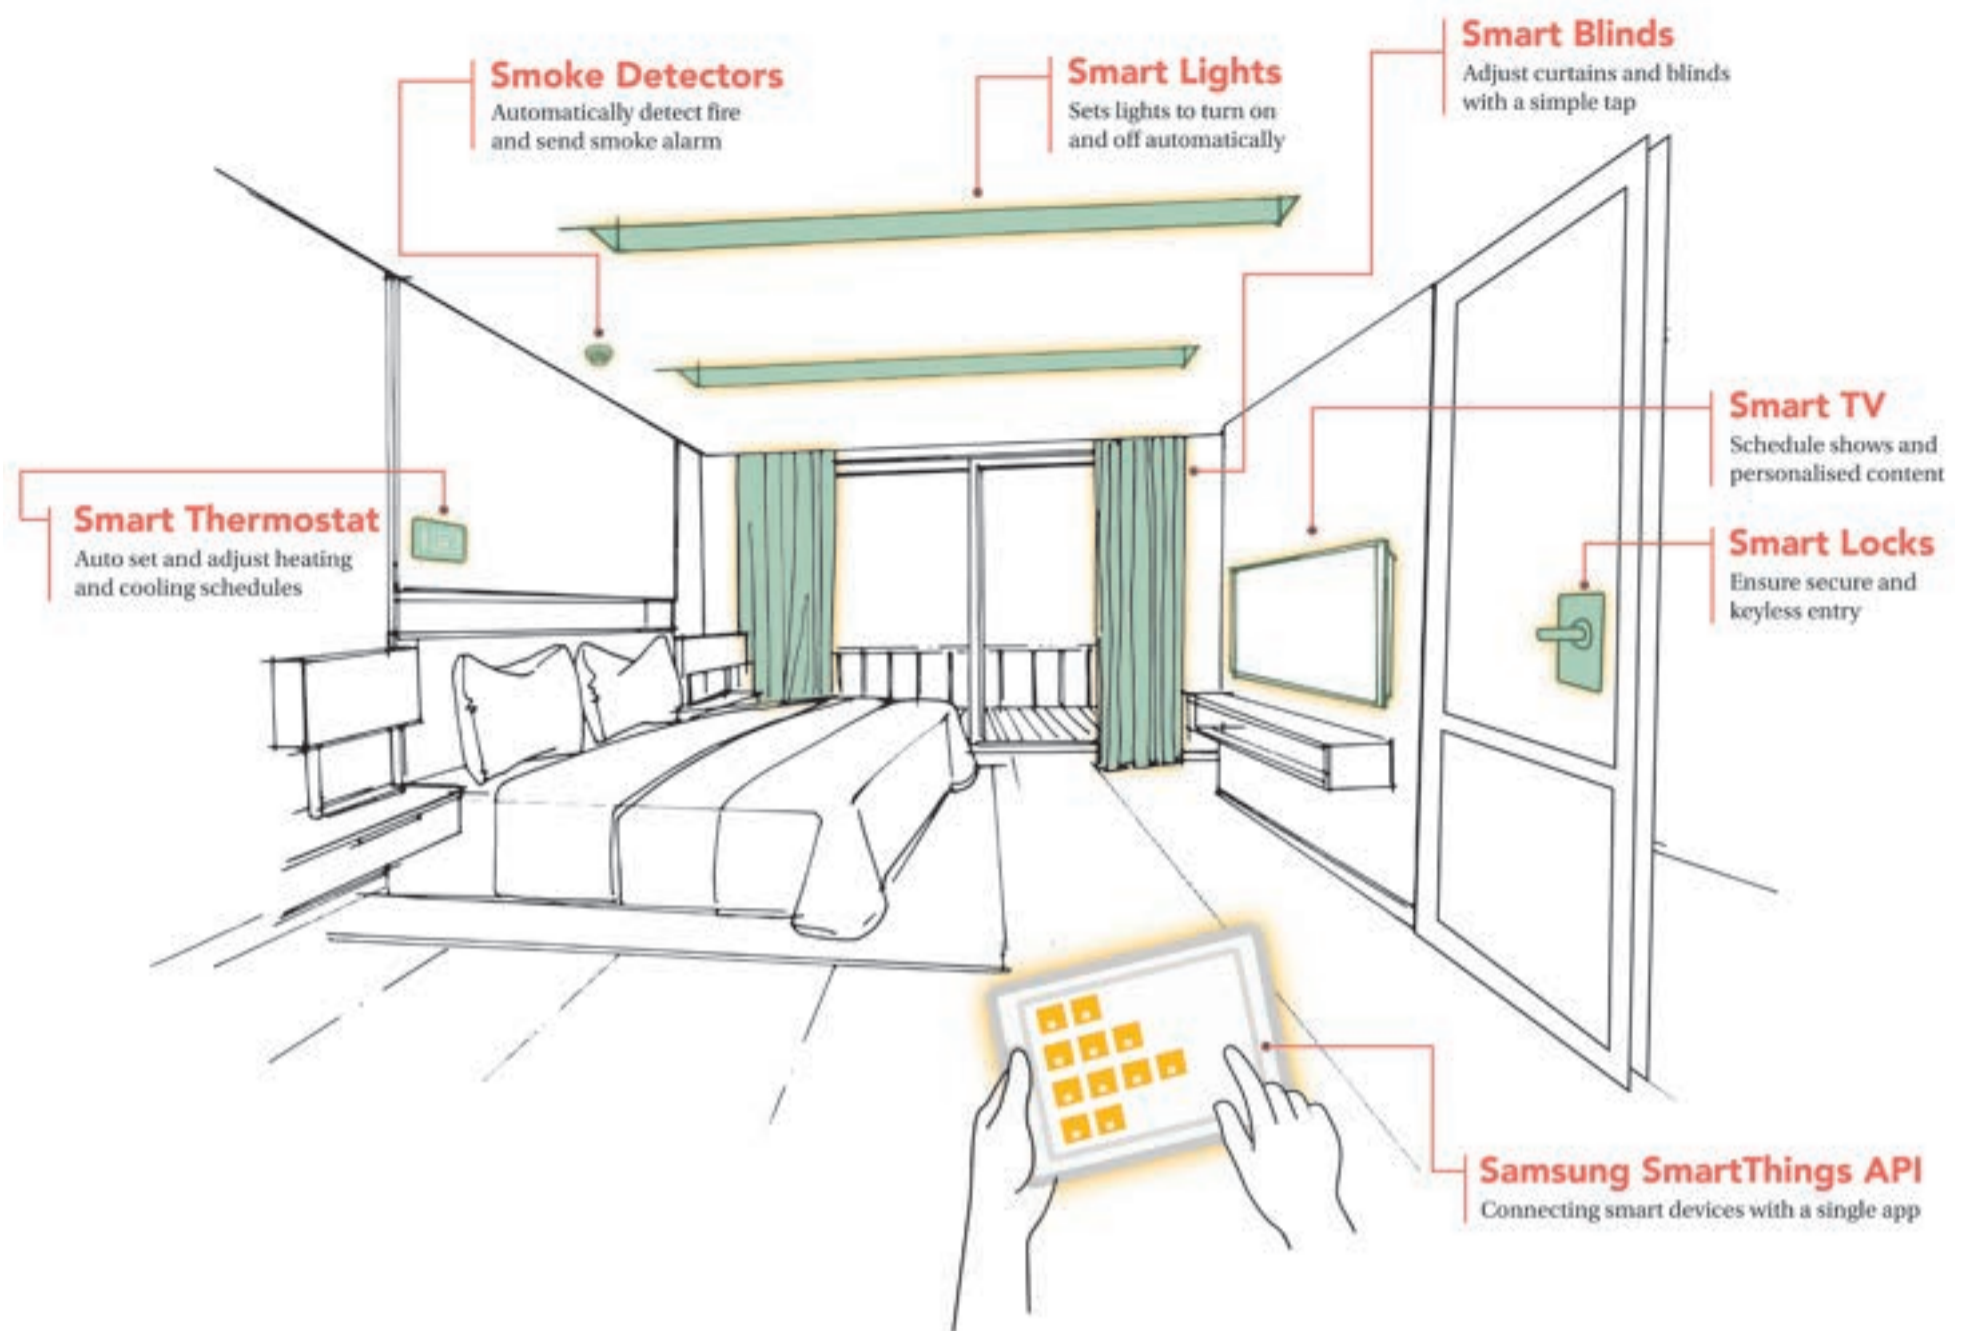 Smart Blinds
Adjust curtains and blinds
with a simple tap
Smoke Detectors
Automatically detect fire
and send smoke alarm
Smart Lights
Sets lights to turn on
and off automatically
Smart TV
Schedule shows and
personalised content
Smart Thermostat
Auto set and adjust heating
and cooling schedules
Smart Locks
Ensure secure and
keyless entry
Samsung SmartThings API
Connecting smart devices with a single app